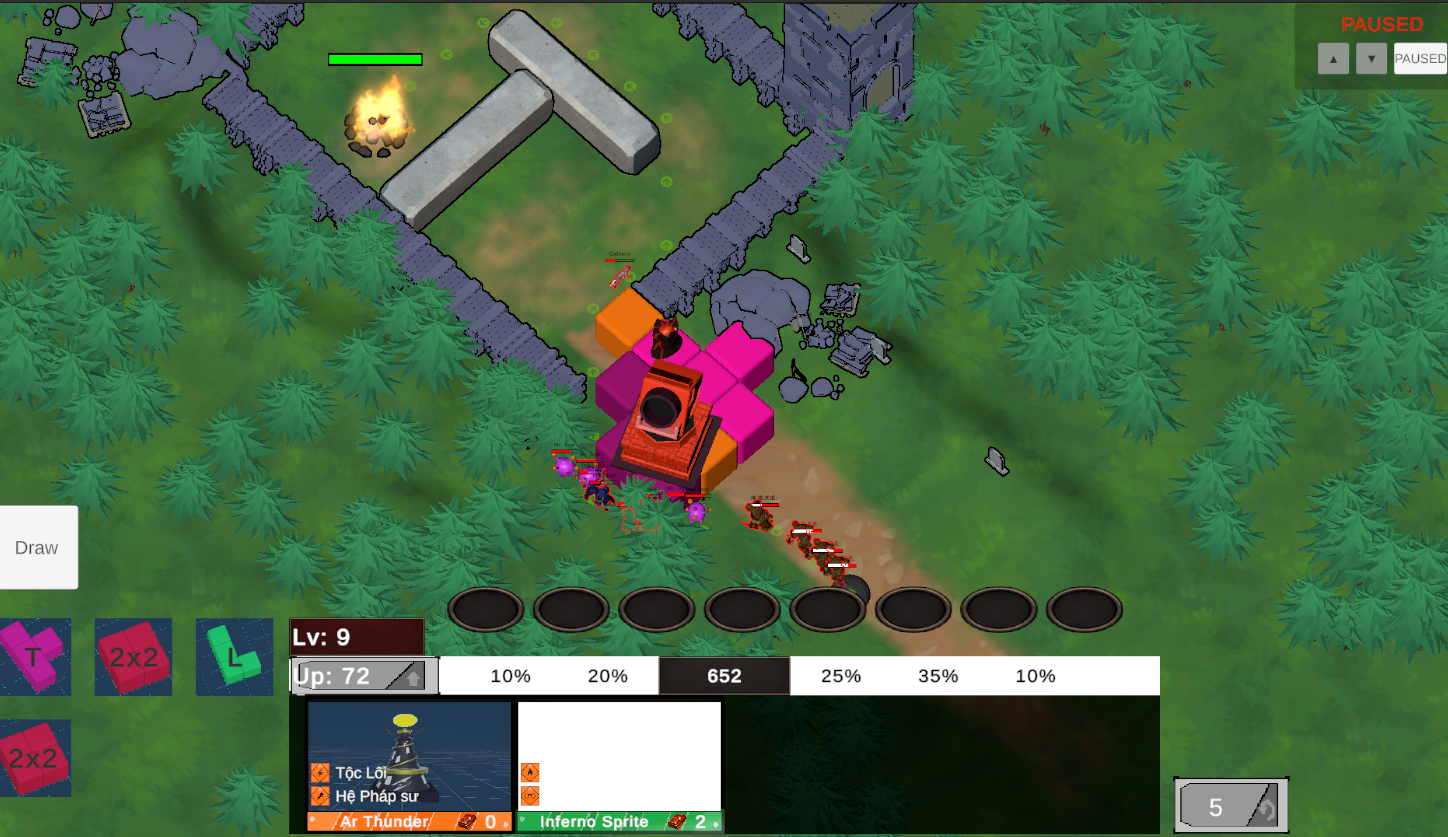 PAUSED
▲ ▼ PAUSED
Draw
T 2x2 L
2x2
Lv: 9
Up: 72
10% 20% 652 25% 35% 10%
Tộc Lôi
Hệ Pháp sư
Ar Thunder 0
Inferno Sprite 2
5